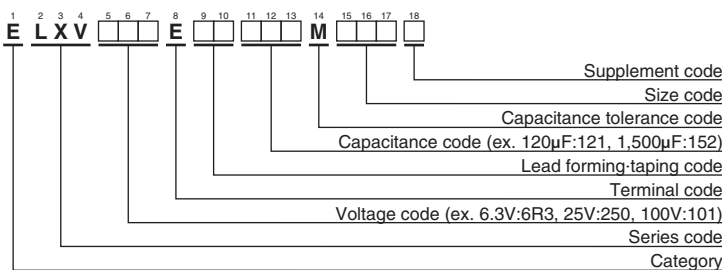 1 2 3 4 5 6 7 8 9 10 11 12 13 14 15 16 17 18
E L X V E M
Supplement code
Size code
Capacitance tolerance code
Capacitance code (ex. 120µF:121, 1,500µF:152)
Lead forming·taping code
Terminal code
Voltage code (ex. 6.3V:6R3, 25V:250, 100V:101)
Series code
Category